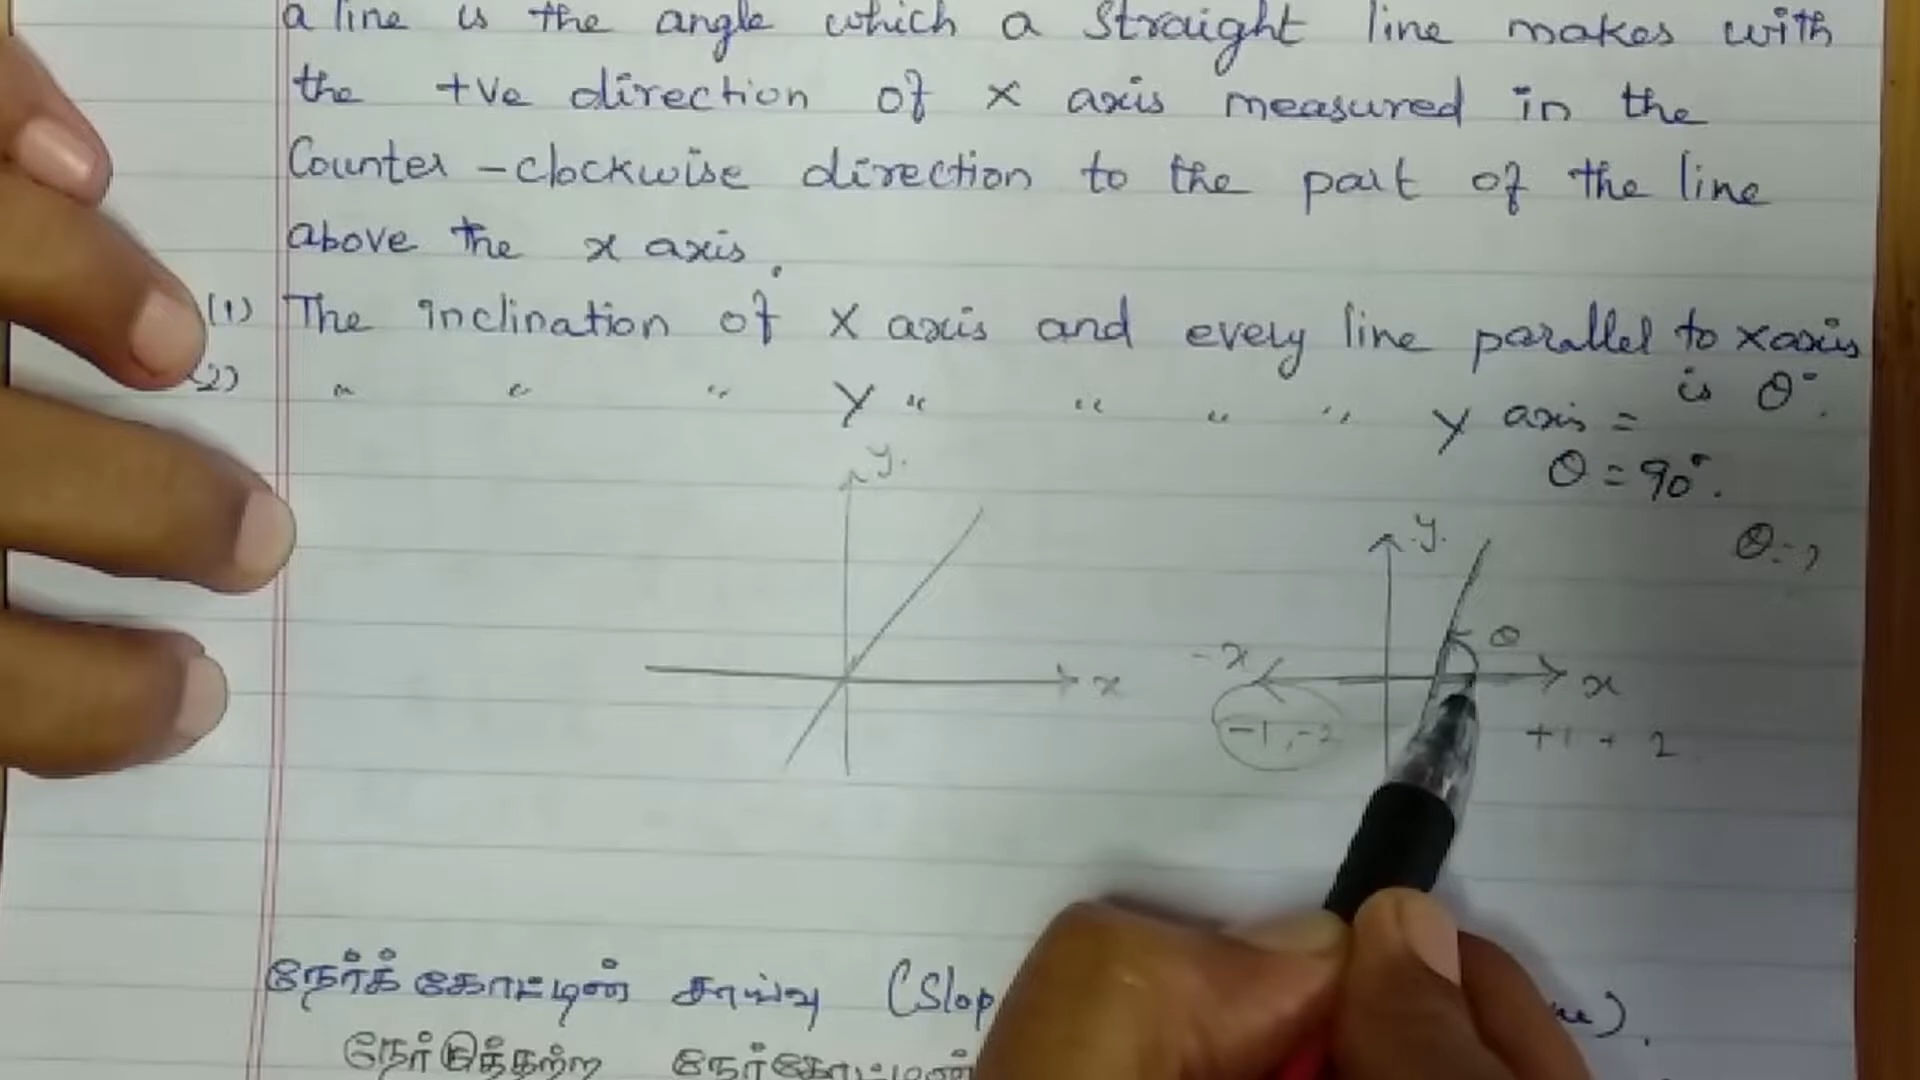 a line is the angle which a straight line makes with
the +ve direction of x axis measured in the
Counter-clockwise direction to the part of the line
above the x axis.
(1) The inclination of X axis and every line parallel to x axis
is 0°.
(2) " " " Y " " " " Y axis =
θ = 90°.
θ = ?
y.
x
y.
θ
-x
x
-1, -2
+1 + 2
நேர்க் கோட்டின் சாய்வு (Slop
நேர்குத்தற்ற நேர்கோட்டின்